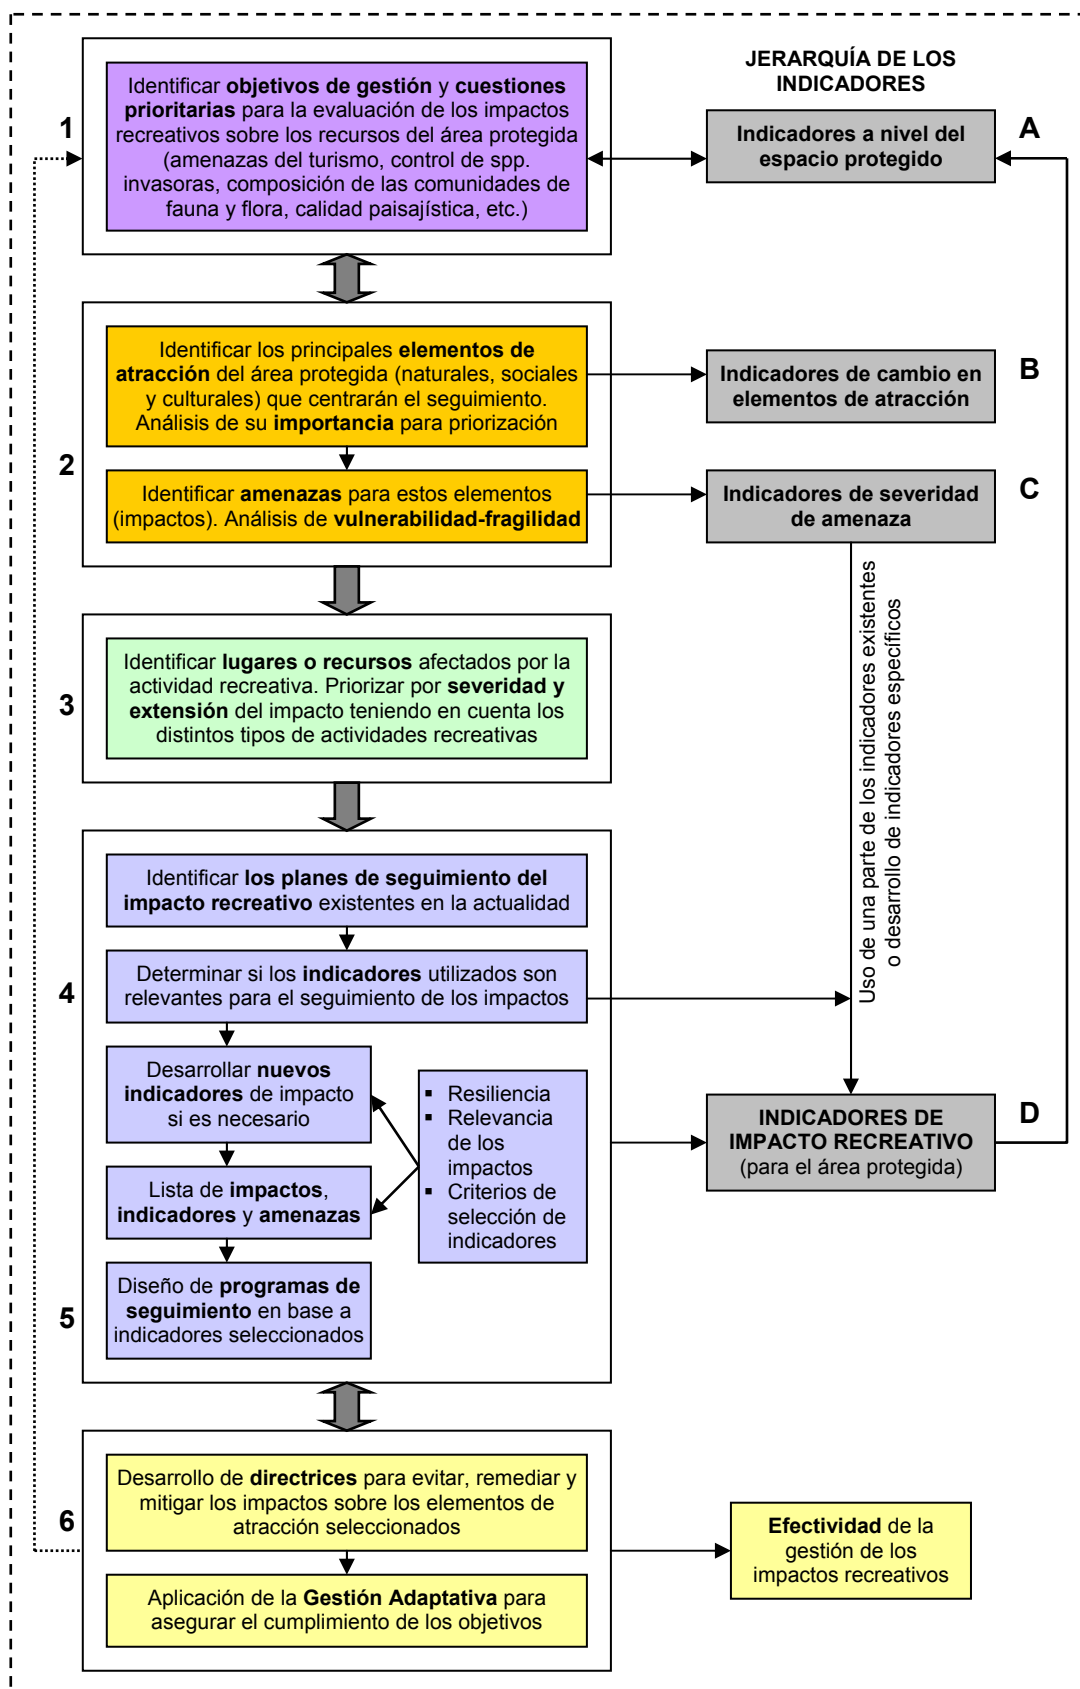 JERARQUÍA DE LOS
INDICADORES
1
Identificar objetivos de gestión y cuestiones
prioritarias para la evaluación de los impactos
recreativos sobre los recursos del área protegida
(amenazas del turismo, control de spp.
invasoras, composición de las comunidades de
fauna y flora, calidad paisajística, etc.)
Indicadores a nivel del
espacio protegido
A
2
Identificar los principales elementos de
atracción del área protegida (naturales, sociales
y culturales) que centrarán el seguimiento.
Análisis de su importancia para priorización
Indicadores de cambio en
elementos de atracción
B
Identificar amenazas para estos elementos
(impactos). Análisis de vulnerabilidad-fragilidad
Indicadores de severidad
de amenaza
C
3
Identificar lugares o recursos afectados por la
actividad recreativa. Priorizar por severidad y
extensión del impacto teniendo en cuenta los
distintos tipos de actividades recreativas
Uso de una parte de los indicadores existentes
o desarrollo de indicadores específicos
4
Identificar los planes de seguimiento del
impacto recreativo existentes en la actualidad
Determinar si los indicadores utilizados son
relevantes para el seguimiento de los impactos
Desarrollar nuevos
indicadores de impacto
si es necesario
Lista de impactos,
indicadores y amenazas
▪ Resiliencia
▪ Relevancia
de los
impactos
▪ Criterios de
selección de
indicadores
INDICADORES DE
IMPACTO RECREATIVO
(para el área protegida)
D
5
Diseño de programas de
seguimiento en base a
indicadores seleccionados
6
Desarrollo de directrices para evitar, remediar y
mitigar los impactos sobre los elementos de
atracción seleccionados
Aplicación de la Gestión Adaptativa para
asegurar el cumplimiento de los objetivos
Efectividad de la
gestión de los
impactos recreativos